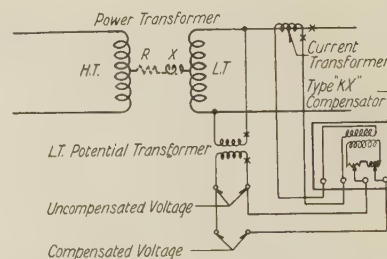 Power Transformer
H.T.
R
X
L.T
Current
Transformer
Type "KX"
Compensator
L.T. Potential Transformer
Uncompensated Voltage
Compensated Voltage